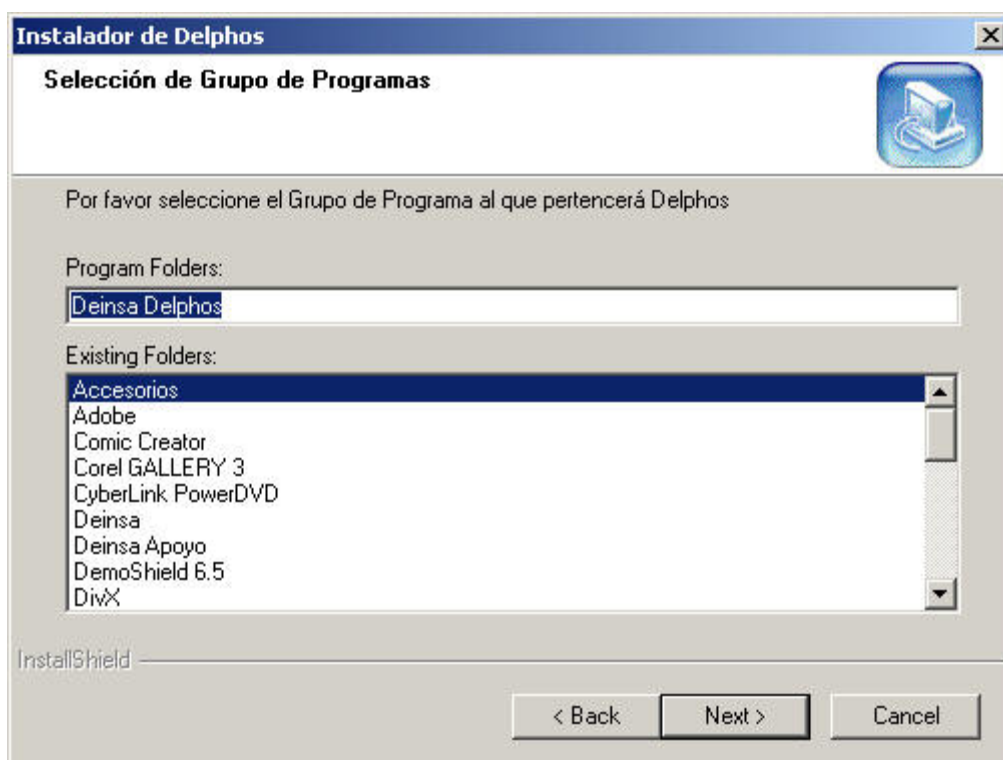 Instalador de Delphos
Selección de Grupo de Programas
Por favor seleccione el Grupo de Programa al que pertencerá Delphos
Program Folders:
Deinsa Delphos
Existing Folders:
Accesorios
Adobe
Comic Creator
Corel GALLERY 3
CyberLink PowerDVD
Deinsa
Deinsa Apoyo
DemoShield 6.5
DivX
InstallShield
< Back Next > Cancel